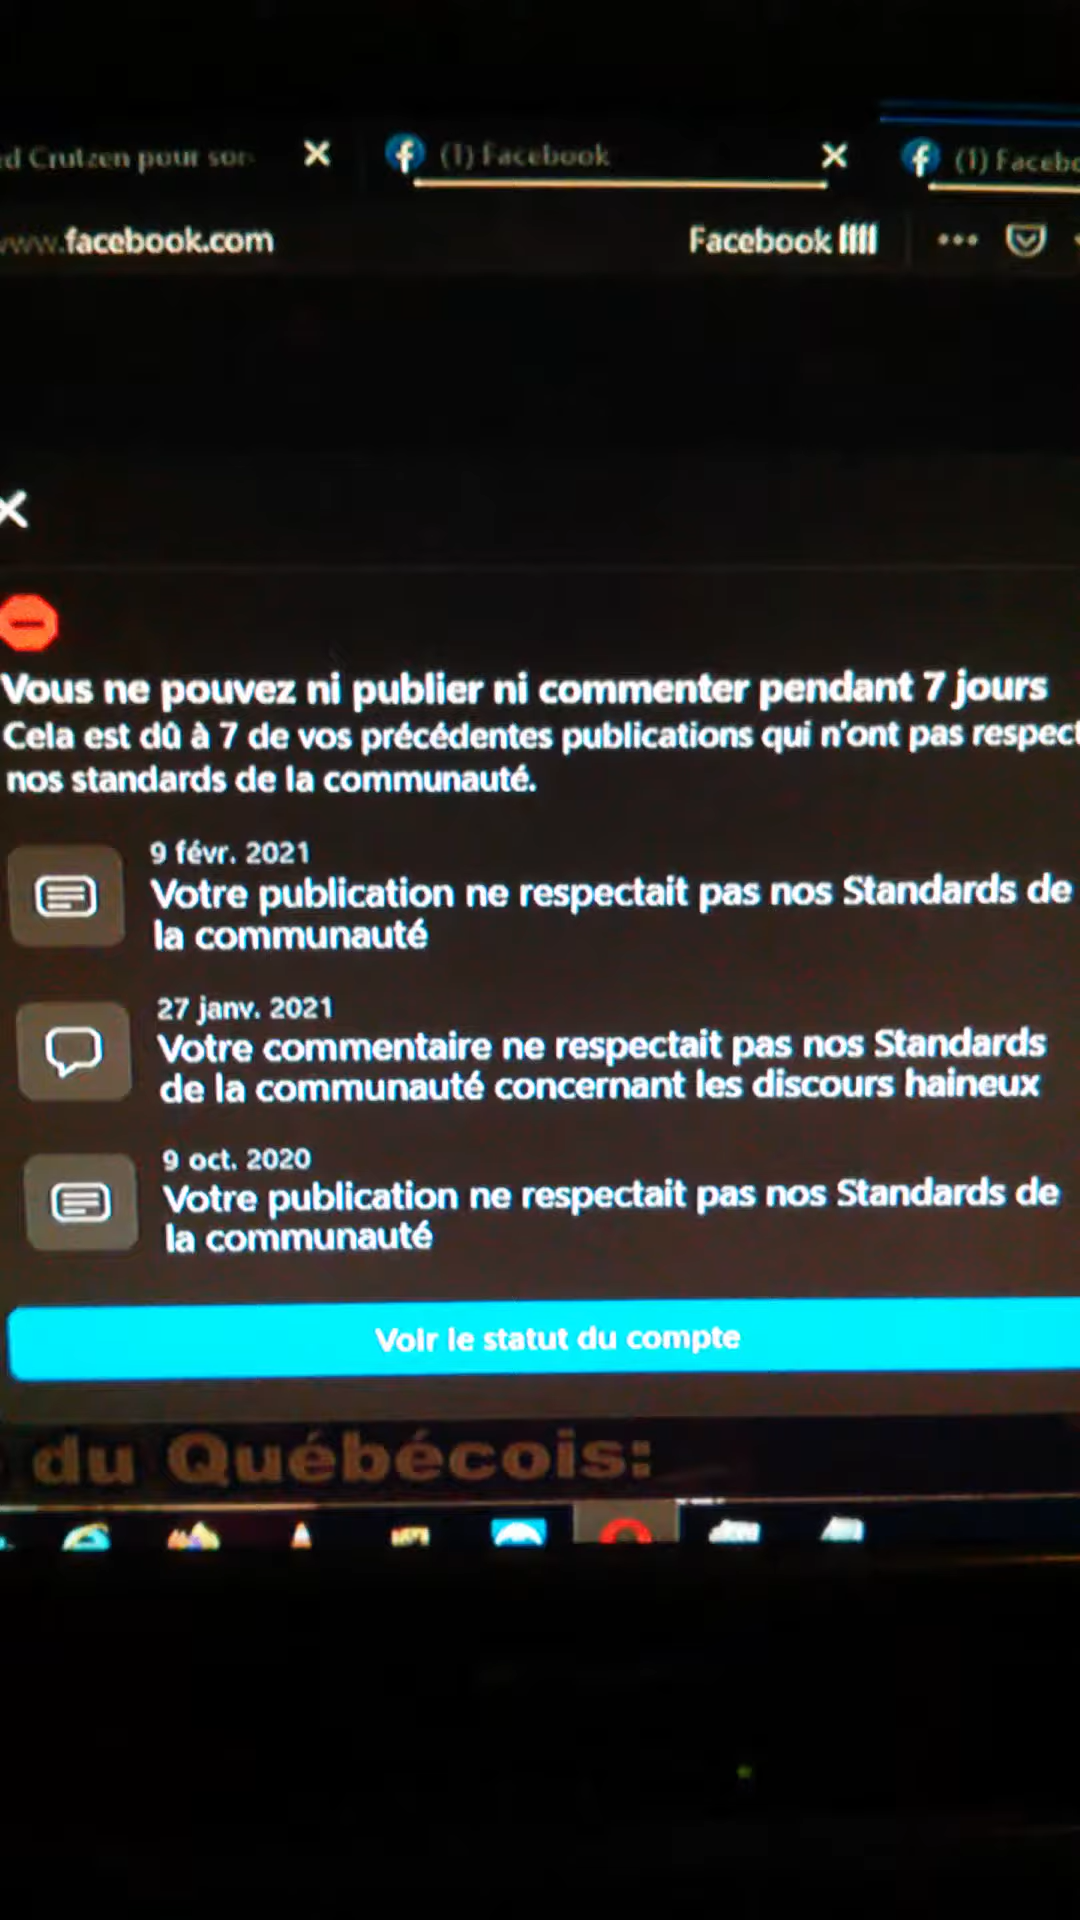 d Crutzen pour son
(1) Facebook
(1) Facebo
www.facebook.com
Facebook
Vous ne pouvez ni publier ni commenter pendant 7 jours
Cela est dû à 7 de vos précédentes publications qui n'ont pas respect
nos standards de la communauté.
9 févr. 2021
Votre publication ne respectait pas nos Standards de
la communauté
27 janv. 2021
Votre commentaire ne respectait pas nos Standards
de la communauté concernant les discours haineux
9 oct. 2020
Votre publication ne respectait pas nos Standards de
la communauté
Voir le statut du compte
du Québécois: